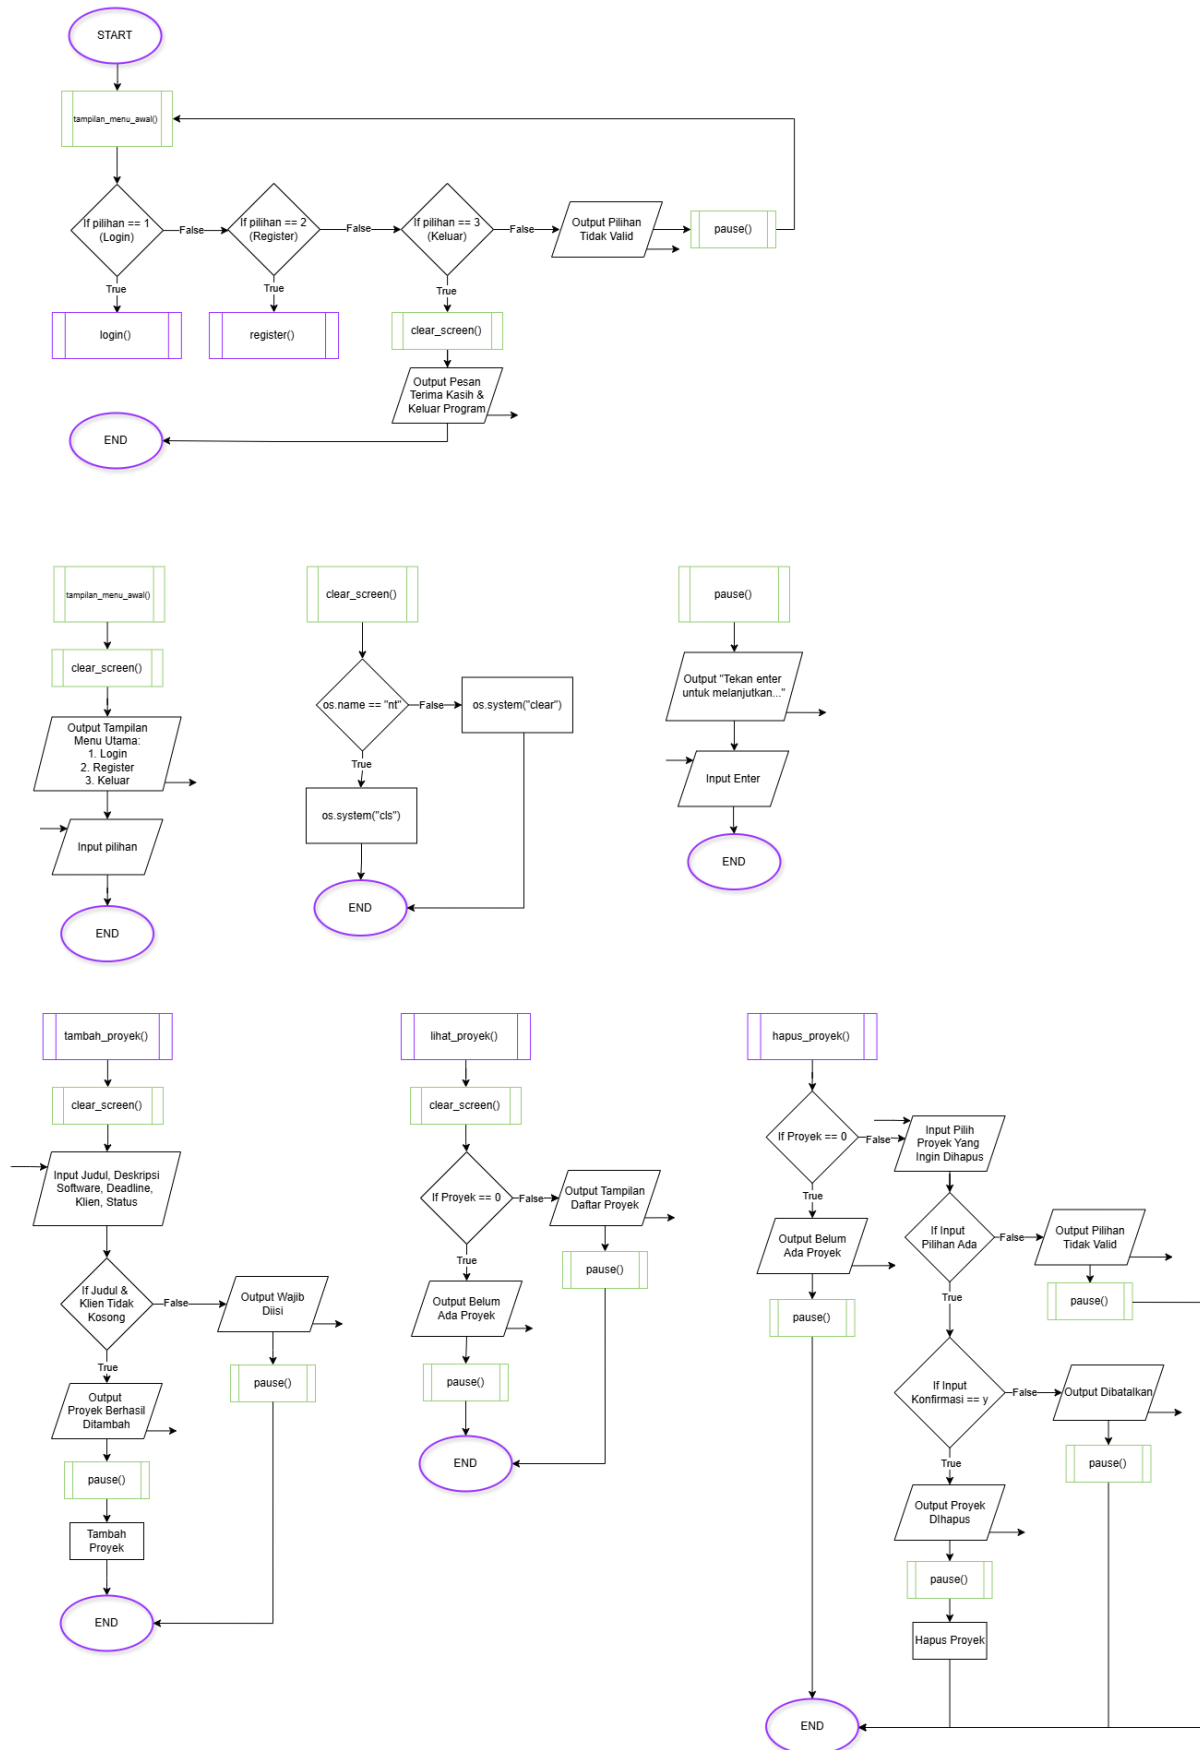 START
tampilan_menu_awal()
If pilihan == 1
(Login)
False
If pilihan == 2
(Register)
False
If pilihan == 3
(Keluar)
False
Output Pilihan
Tidak Valid
pause()
True
True
True
login()
register()
clear_screen()
Output Pesan
Terima Kasih &
Keluar Program
END
tampilan_menu_awal()
clear_screen()
Output Tampilan
Menu Utama:
1. Login
2. Register
3. Keluar
Input pilihan
END
clear_screen()
os.name == "nt"
False
os.system("clear")
True
os.system("cls")
END
pause()
Output "Tekan enter
untuk melanjutkan..."
Input Enter
END
tambah_proyek()
clear_screen()
Input Judul, Deskripsi
Software, Deadline,
Klien, Status
If Judul &
Klien Tidak
Kosong
False
Output Wajib
Diisi
pause()
True
Output
Proyek Berhasil
Ditambah
pause()
Tambah
Proyek
END
lihat_proyek()
clear_screen()
If Proyek == 0
False
Output Tampilan
Daftar Proyek
pause()
True
Output Belum
Ada Proyek
pause()
END
hapus_proyek()
If Proyek == 0
False
Input Pilih
Proyek Yang
Ingin Dihapus
True
Output Belum
Ada Proyek
pause()
If Input
Pilihan Ada
False
Output Pilihan
Tidak Valid
pause()
True
If Input
Konfirmasi == y
False
Output Dibatalkan
pause()
True
Output Proyek
DIhapus
pause()
Hapus Proyek
END